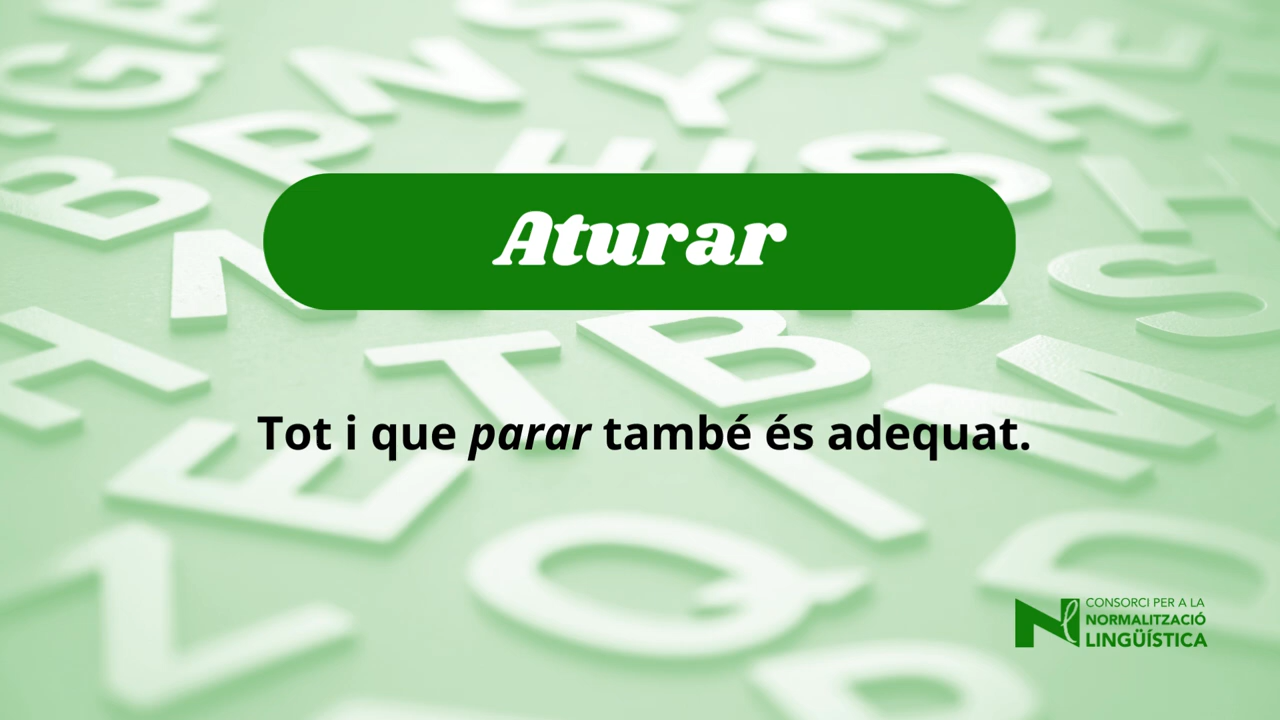 Aturar
Tot i que parar també és adequat.
CONSORCI PER A LA
NORMALITZACIÓ
LINGÜÍSTICA